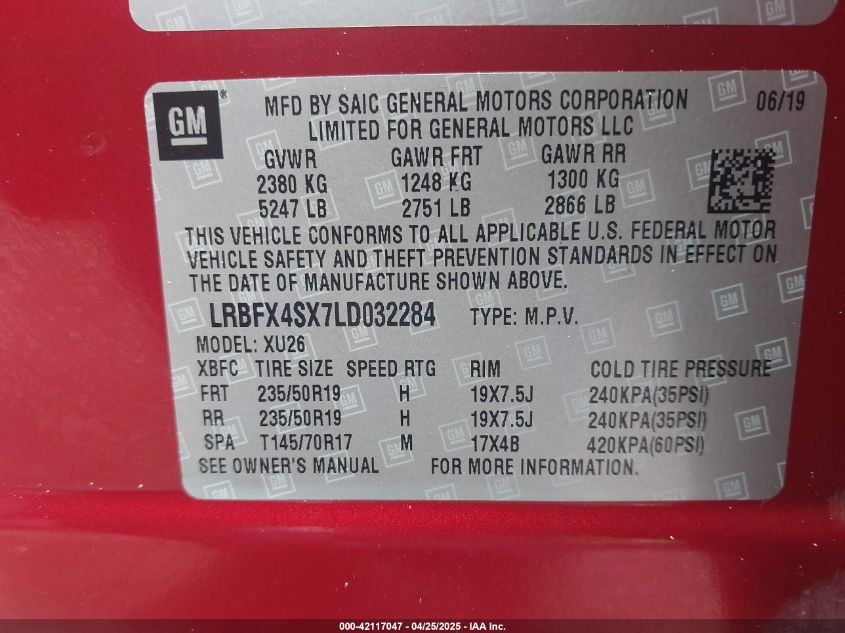 GM
MFD BY SAIC GENERAL MOTORS CORPORATION 06/19
LIMITED FOR GENERAL MOTORS LLC
GVWR GAWR FRT GAWR RR
2380 KG 1248 KG 1300 KG
5247 LB 2751 LB 2866 LB
THIS VEHICLE CONFORMS TO ALL APPLICABLE U.S. FEDERAL MOTOR
VEHICLE SAFETY AND THEFT PREVENTION STANDARDS IN EFFECT ON
THE DATE OF MANUFACTURE SHOWN ABOVE.
LRBFX4SX7LD032284 TYPE: M.P.V.
MODEL: XU26
XBFC TIRE SIZE SPEED RTG RIM COLD TIRE PRESSURE
FRT 235/50R19 H 19X7.5J 240KPA(35PSI)
RR 235/50R19 H 19X7.5J 240KPA(35PSI)
SPA T145/70R17 M 17X4B 420KPA(60PSI)
SEE OWNER'S MANUAL FOR MORE INFORMATION.
000-42117047 - 04/25/2025 - IAA Inc.